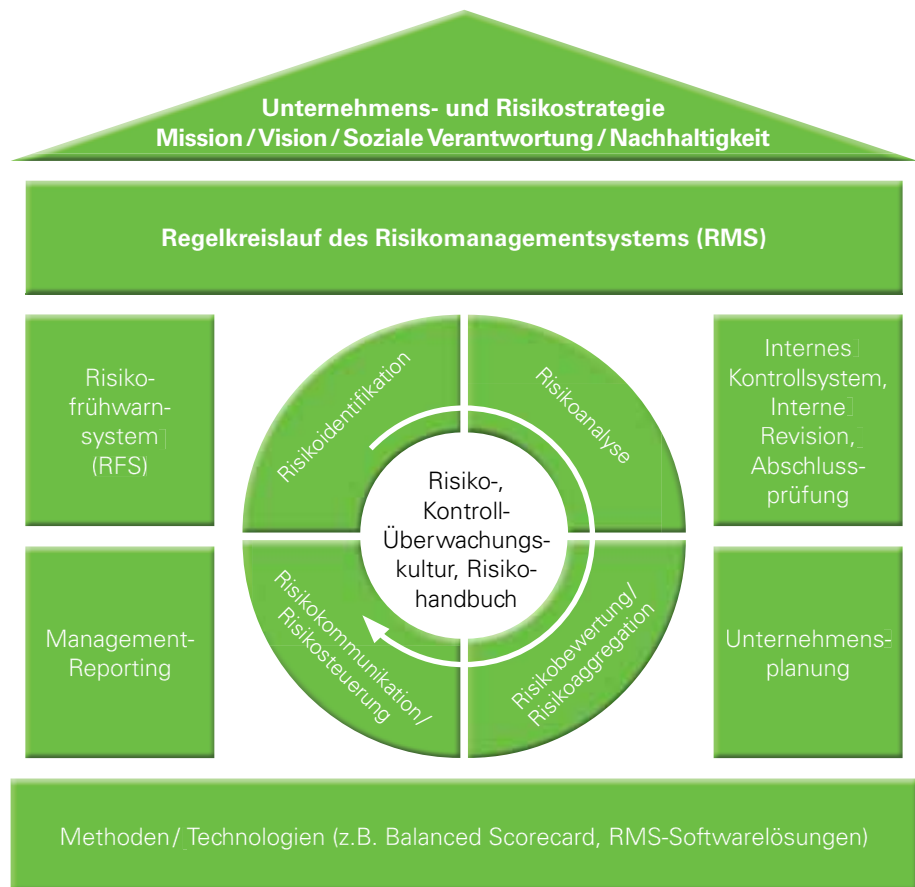 Unternehmens- und Risikostrategie
Mission / Vision / Soziale Verantwortung / Nachhaltigkeit
Regelkreislauf des Risikomanagementsystems (RMS)
Risiko-
frühwarn-
system
(RFS)
Risikoidentifikation
Risikoanalyse
Internes
Kontrollsystem,
Interne
Revision,
Abschluss-
prüfung
Risiko-,
Kontroll-
Überwachungs-
kultur, Risiko-
handbuch
Management-
Reporting
Risikokommunikation/
Risikosteuerung
Risikobewertung/
Risikoaggregation
Unternehmens-
planung
Methoden / Technologien (z.B. Balanced Scorecard, RMS-Softwarelösungen)